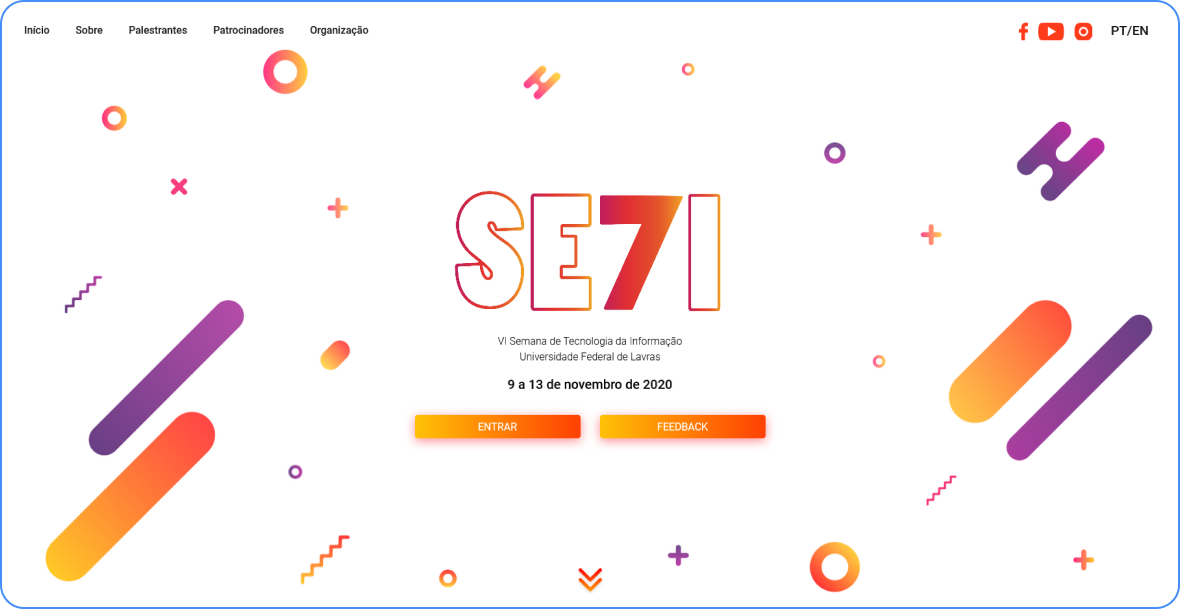 Início
Sobre
Palestrantes
Patrocinadores
Organização
PT/EN
SE7I
VI Semana de Tecnologia da Informação
Universidade Federal de Lavras
9 a 13 de novembro de 2020
ENTRAR
FEEDBACK